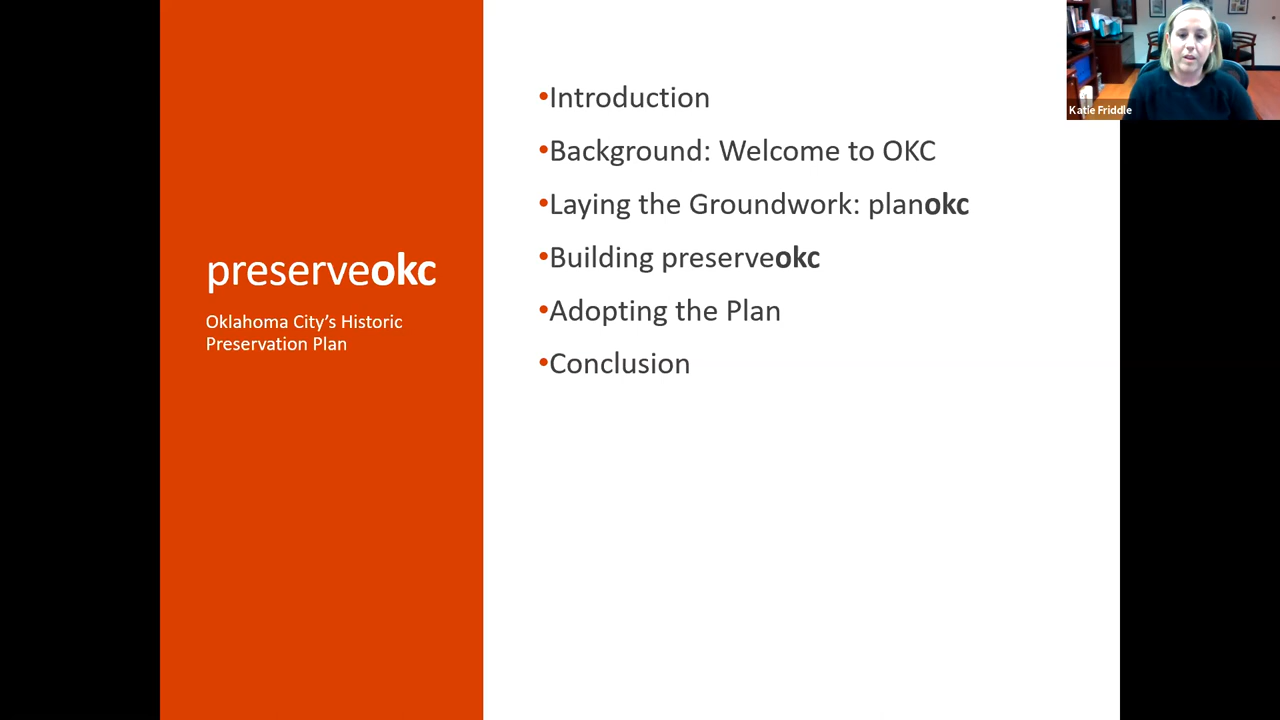 preserveokc
Oklahoma City’s Historic
Preservation Plan
•Introduction
•Background: Welcome to OKC
•Laying the Groundwork: planokc
•Building preserveokc
•Adopting the Plan
•Conclusion
Katie Friddle